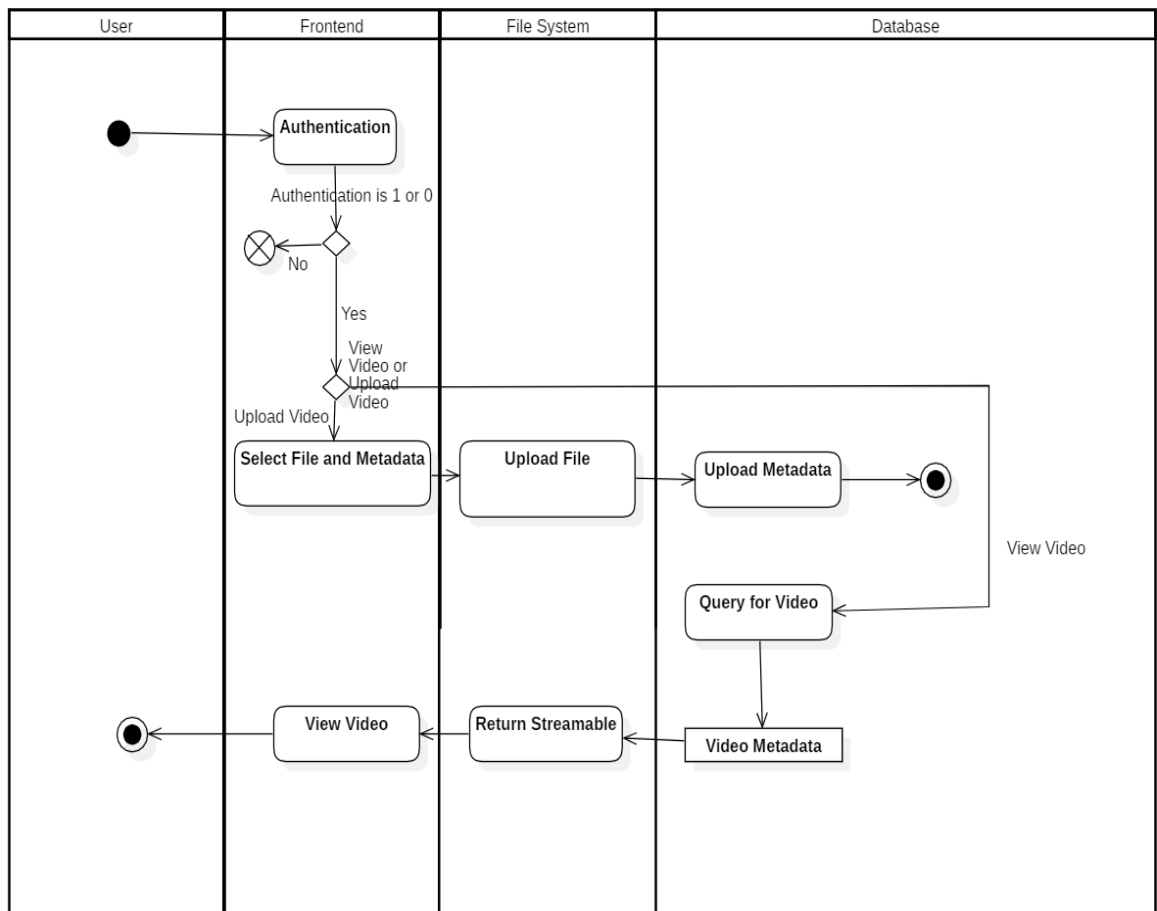 User
Frontend
File System
Database
Authentication
Authentication is 1 or 0
No
Yes
View
Video or
Upload
Video
Upload Video
Select File and Metadata
Upload File
Upload Metadata
View Video
Query for Video
View Video
Return Streamable
Video Metadata